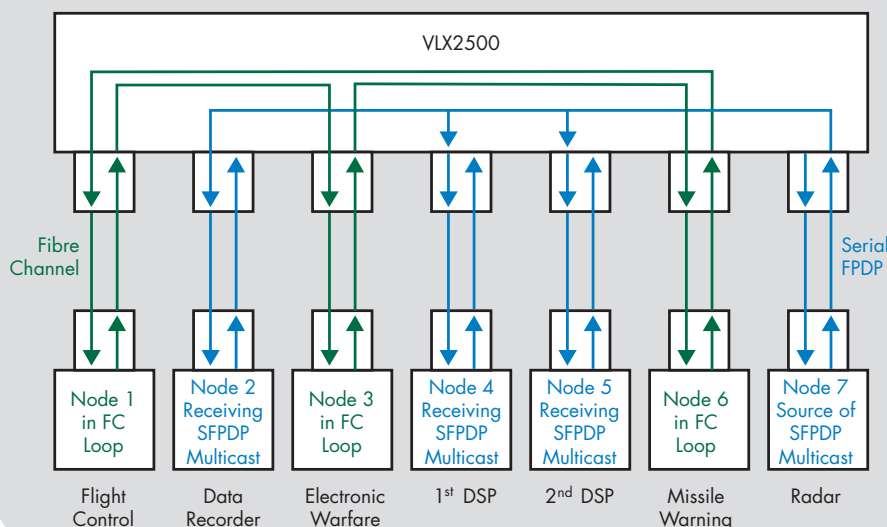 VLX2500
Fibre
Channel
Serial
FPDP
Node 1
in FC
Loop
Node 2
Receiving
SFPDP
Multicast
Node 3
in FC
Loop
Node 4
Receiving
SFPDP
Multicast
Node 5
Receiving
SFPDP
Multicast
Node 6
in FC
Loop
Node 7
Source of
SFPDP
Multicast
Flight
Control
Data
Recorder
Electronic
Warfare
1st DSP
2nd DSP
Missile
Warning
Radar